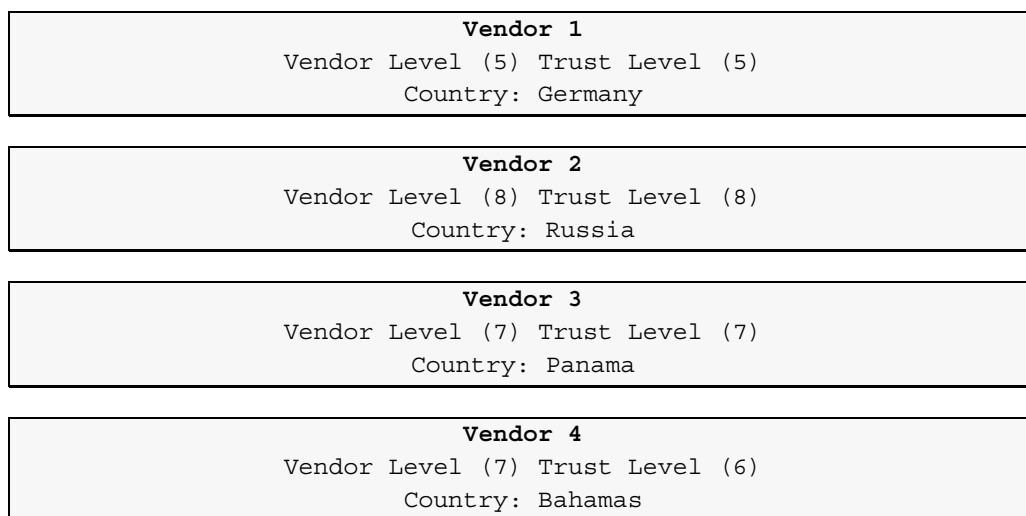 Vendor 1
Vendor Level (5) Trust Level (5)
Country: Germany
Vendor 2
Vendor Level (8) Trust Level (8)
Country: Russia
Vendor 3
Vendor Level (7) Trust Level (7)
Country: Panama
Vendor 4
Vendor Level (7) Trust Level (6)
Country: Bahamas